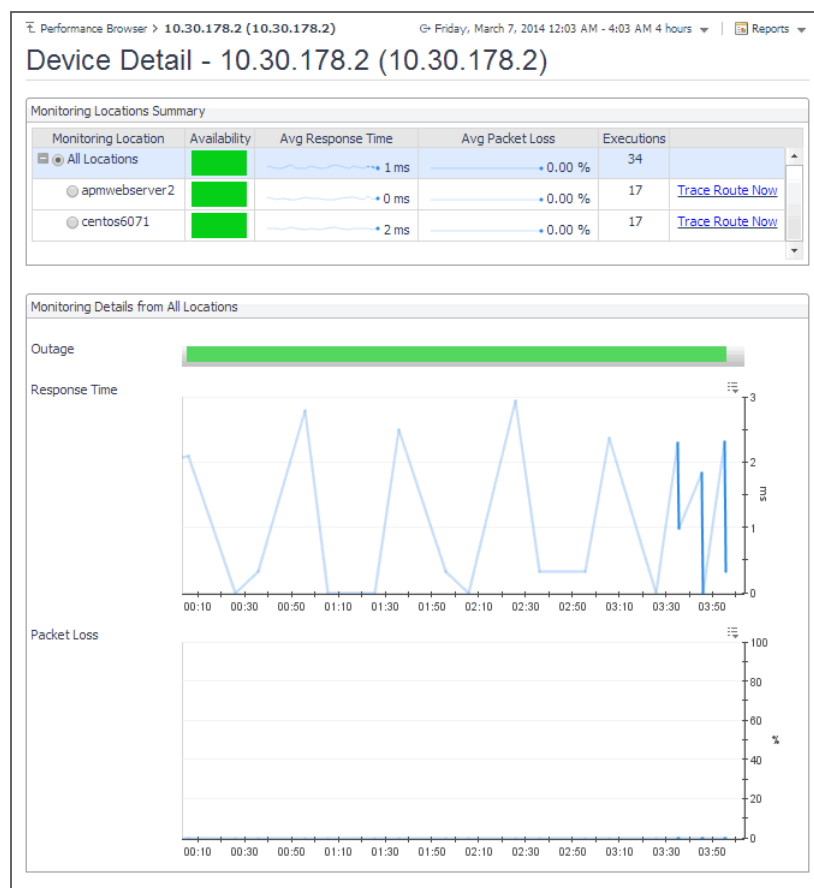 Performance Browser > 10.30.178.2 (10.30.178.2) Friday, March 7, 2014 12:03 AM - 4:03 AM 4 hours | Reports
Device Detail - 10.30.178.2 (10.30.178.2)
Monitoring Locations Summary
Monitoring Location Availability Avg Response Time Avg Packet Loss Executions
All Locations 1 ms 0.00 % 34
apmwebserver2 0 ms 0.00 % 17 Trace Route Now
centos6071 2 ms 0.00 % 17 Trace Route Now
Monitoring Details from All Locations
Outage
Response Time
3
2
ms
1
0
00:10 00:30 00:50 01:10 01:30 01:50 02:10 02:30 02:50 03:10 03:30 03:50
Packet Loss
100
80
60
%
40
20
0
00:10 00:30 00:50 01:10 01:30 01:50 02:10 02:30 02:50 03:10 03:30 03:50